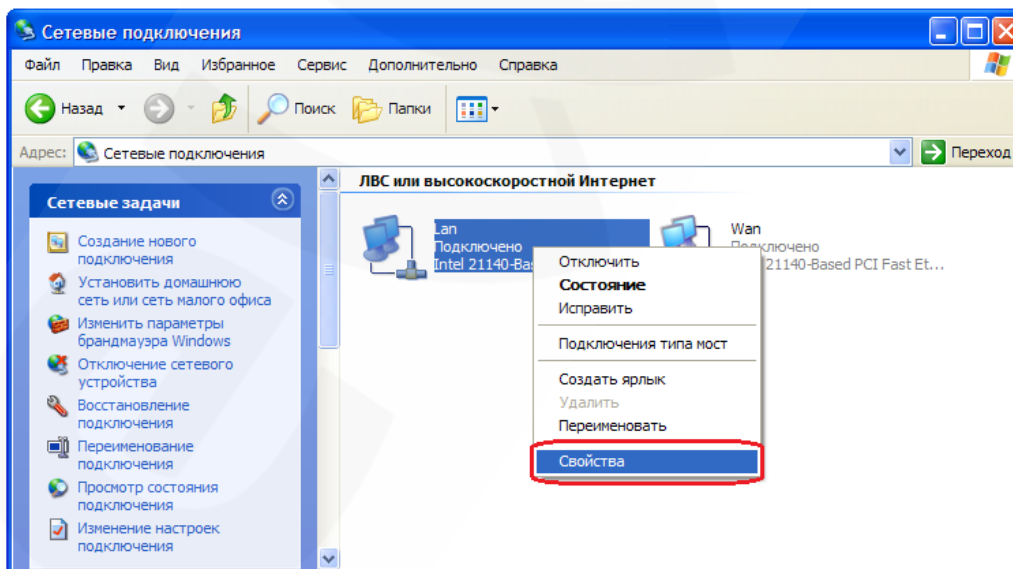 Сетевые подключения
Файл Правка Вид Избранное Сервис Дополнительно Справка
Назад Поиск Папки
Адрес: Сетевые подключения Переход
Сетевые задачи
Создание нового
подключения
Установить домашнюю
сеть или сеть малого офиса
Изменить параметры
брандмауэра Windows
Отключение сетевого
устройства
Восстановление
подключения
Переименование
подключения
Просмотр состояния
подключения
Изменение настроек
подключения
ЛВС или высокоскоростной Интернет
Lan
Подключено
Intel 21140-Ba
Wan
Подключено
21140-Based PCI Fast Et...
Отключить
Состояние
Исправить
Подключения типа мост
Создать ярлык
Удалить
Переименовать
Свойства